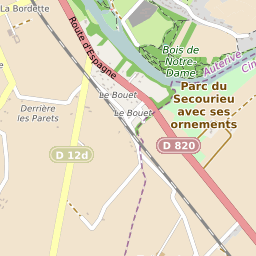 La Bordette
Route d'Espagne
Bois de
Notre-
Dame
Auterive
Cin
Parc du
Secourieu
avec ses
ornements
Le Bouet
Le Bouet
Derrière
les Parets
D 820
D 12d